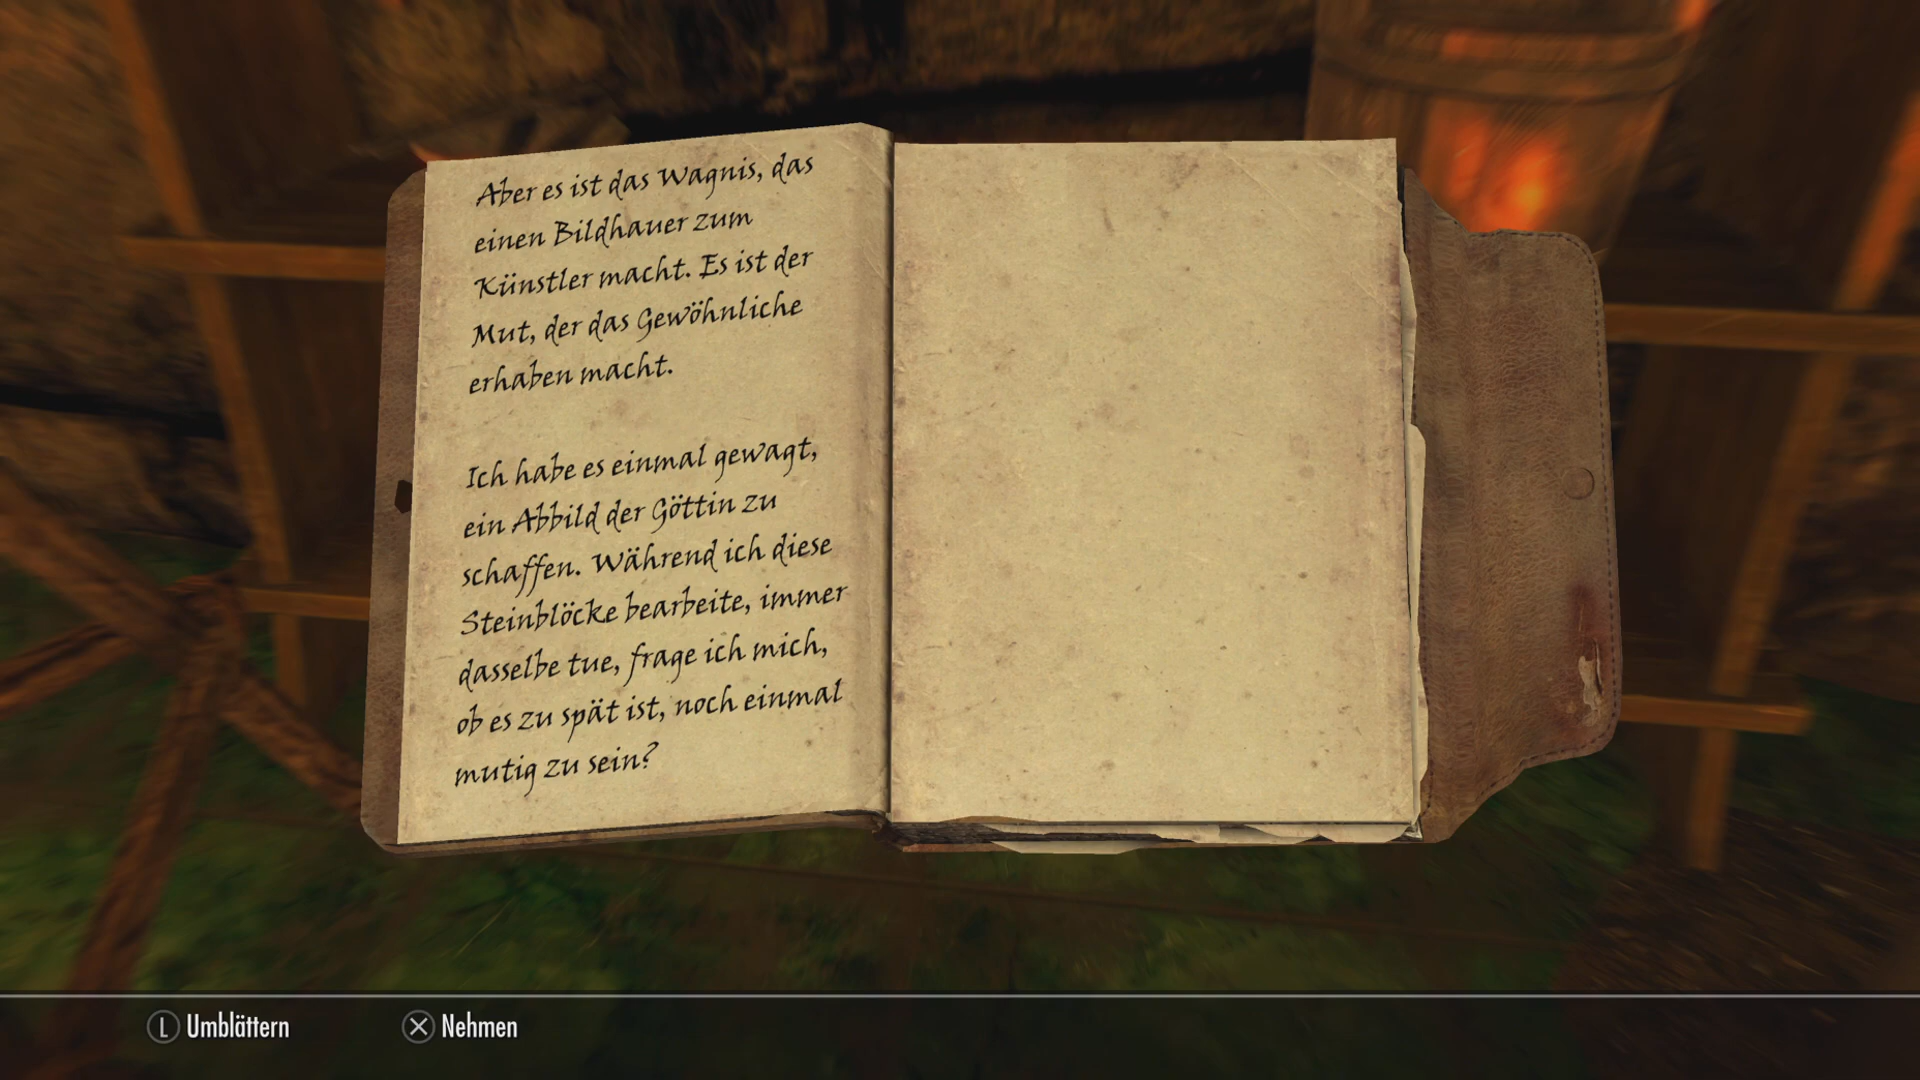 Aber es ist das Wagnis, das
einen Bildhauer zum
Künstler macht. Es ist der
Mut, der das Gewöhnliche
erhaben macht.
Ich habe es einmal gewagt,
ein Abbild der Göttin zu
schaffen. Während ich diese
Steinblöcke bearbeite, immer
dasselbe tue, frage ich mich,
ob es zu spät ist, noch einmal
mutig zu sein?
L Umblättern
X Nehmen